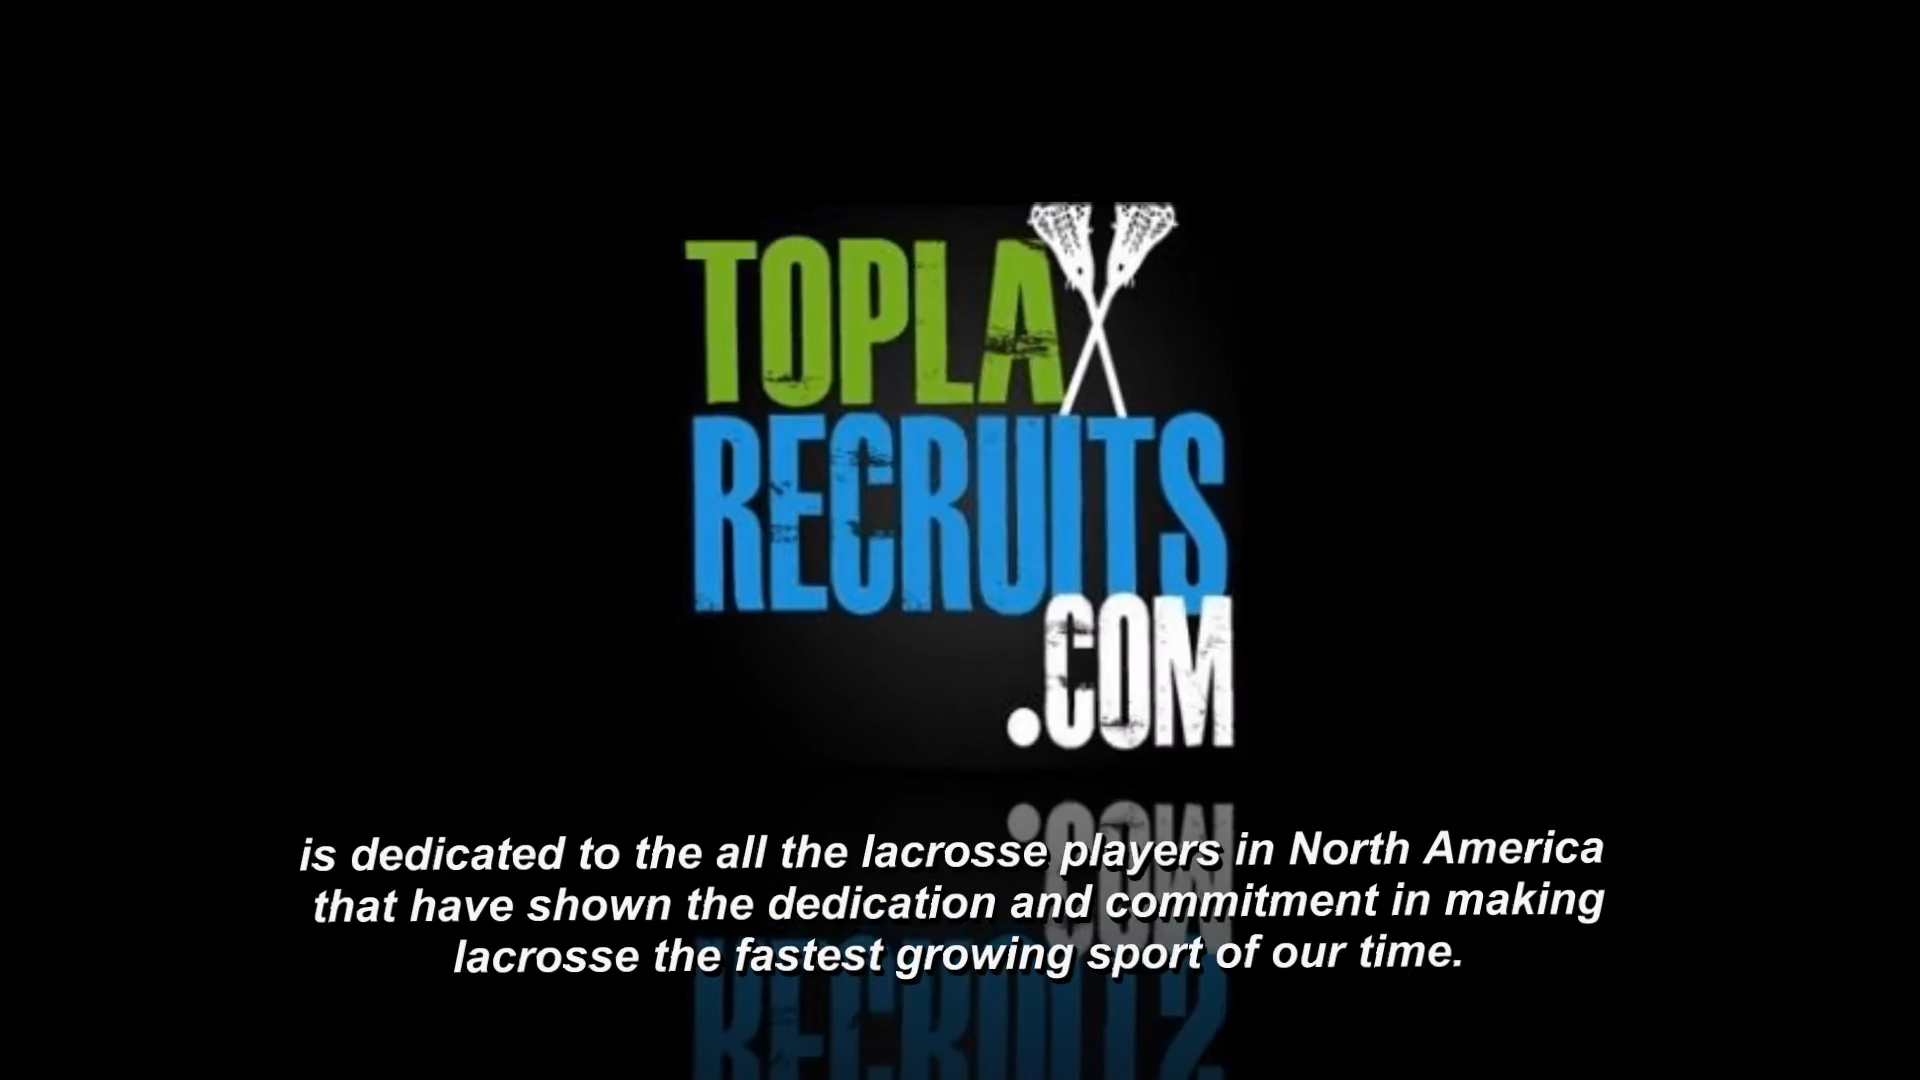 TOPLAX
RECRUITS
.COM
is dedicated to the all the lacrosse players in North America
that have shown the dedication and commitment in making
lacrosse the fastest growing sport of our time.